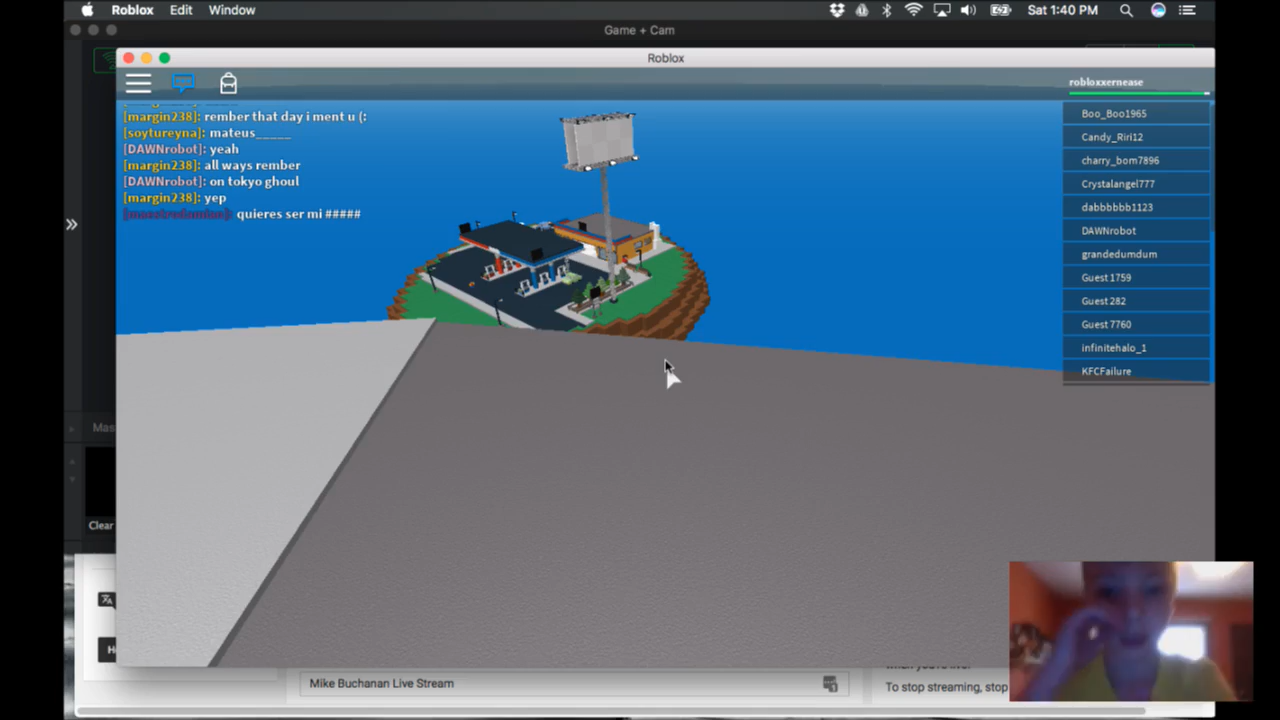 Roblox Edit Window Sat 1:40 PM
Game + Cam
Roblox
robloxxernease
[margin238]: rember that day i ment u (:
[soytureyna]: mateus_____
[DAWNrobot]: yeah
[margin238]: all ways rember
[DAWNrobot]: on tokyo ghoul
[margin238]: yep
quieres ser mi #####
Boo_Boo1965
Candy_Riri12
charry_bom7896
Crystalangel777
dabbbbbb1123
DAWNrobot
grandedumdum
Guest 1759
Guest 282
Guest 7760
infinitehalo_1
KFCFailure
Mas
Clear
H
Mike Buchanan Live Stream
To stop streaming, stop